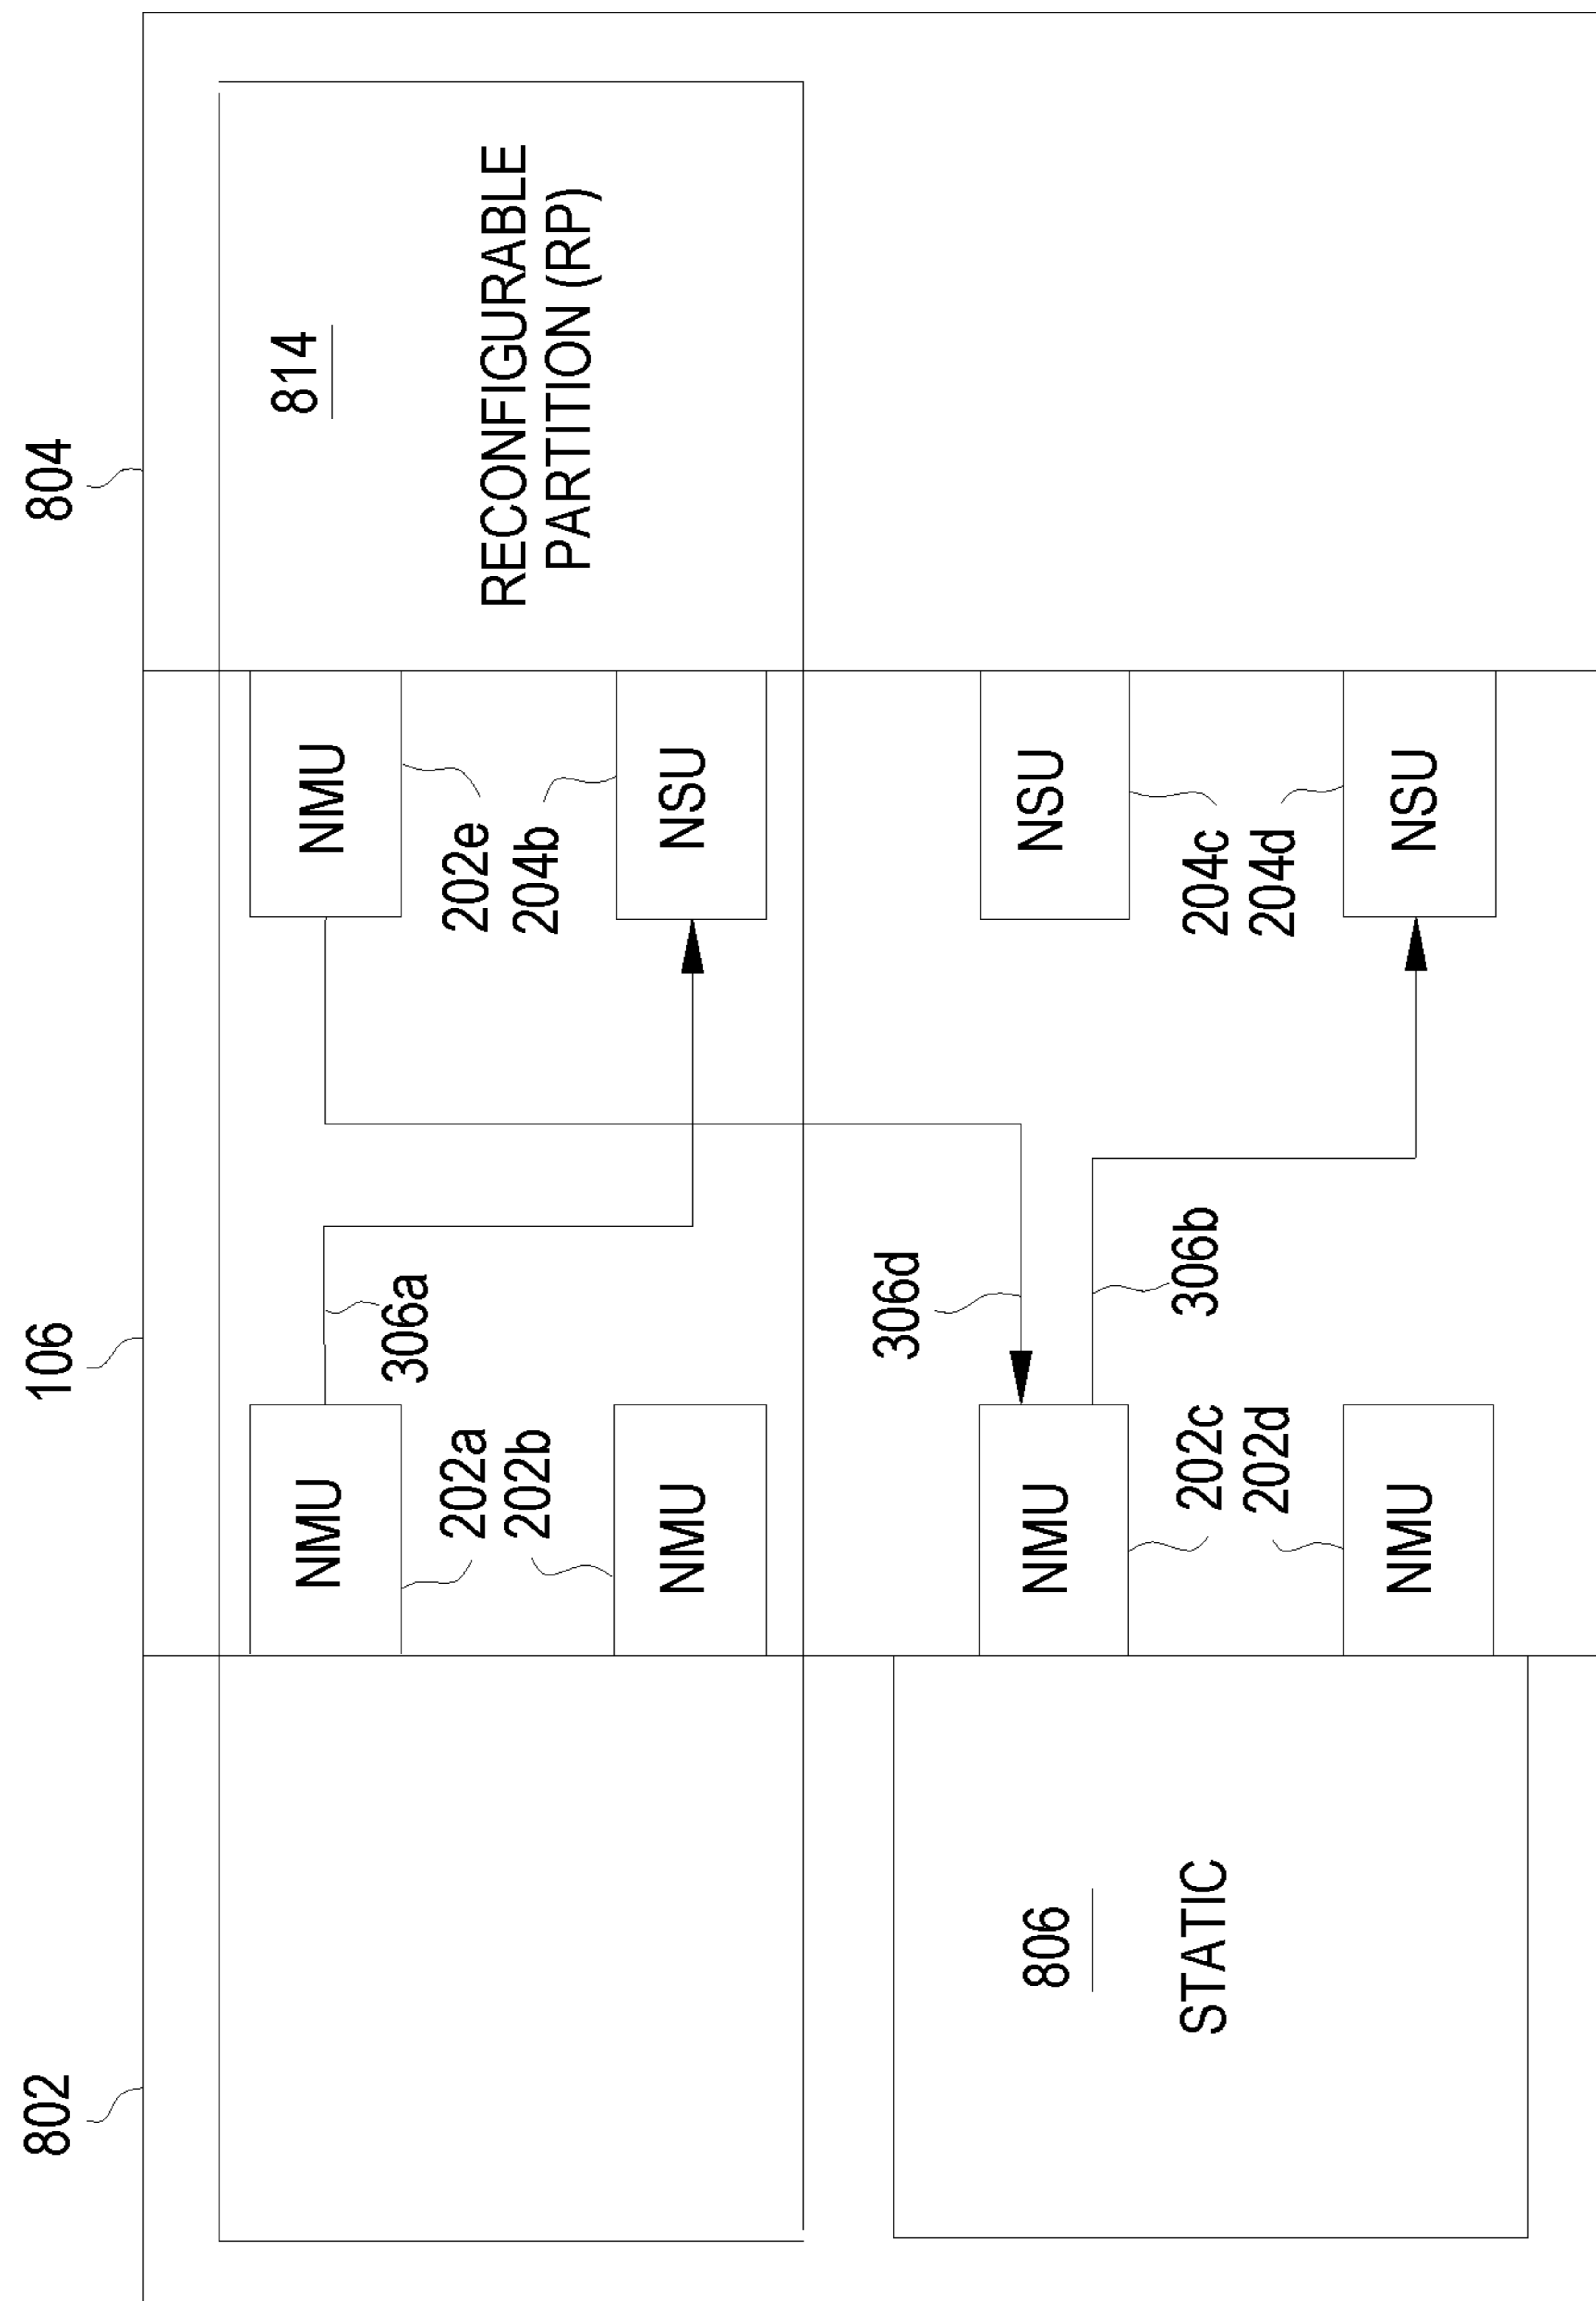 802
106
804
814
NMU
NMU
306a
202a
202e
RECONFIGURABLE
PARTITION (RP)
202b
204b
NMU
NSU
306d
806
NMU
NSU
STATIC
202c
306b
204c
202d
204d
NMU
NSU